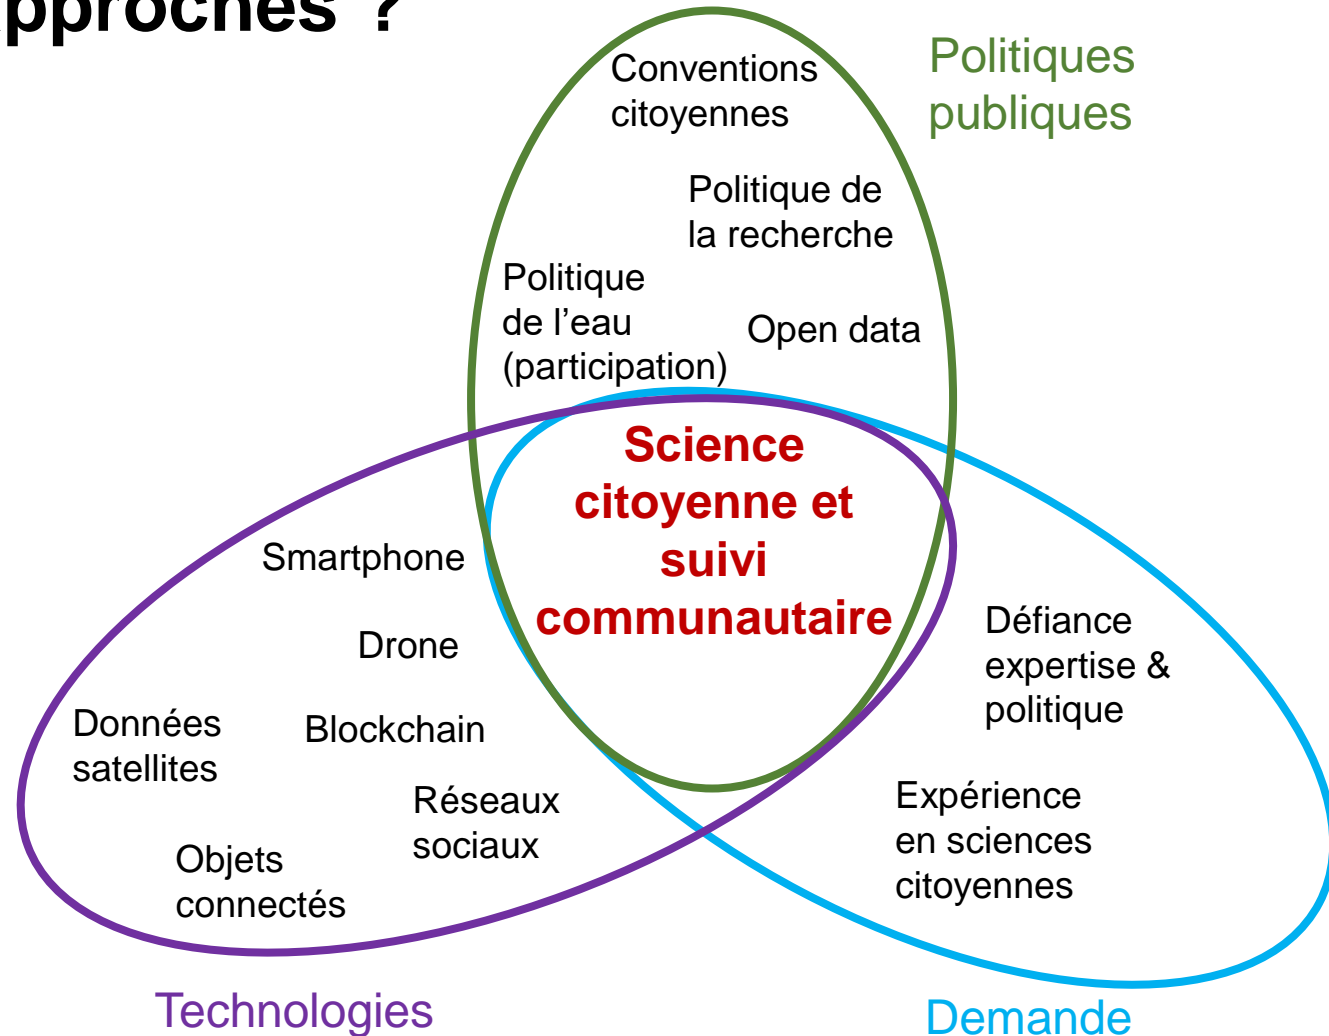 pproches ?
Politiques
publiques
Conventions
citoyennes
Politique de
la recherche
Politique
de l’eau
(participation)
Open data
Science
citoyenne et
suivi
communautaire
Smartphone
Drone
Données
satellites
Blockchain
Réseaux
sociaux
Objets
connectés
Défiance
expertise &
politique
Expérience
en sciences
citoyennes
Technologies
Demande